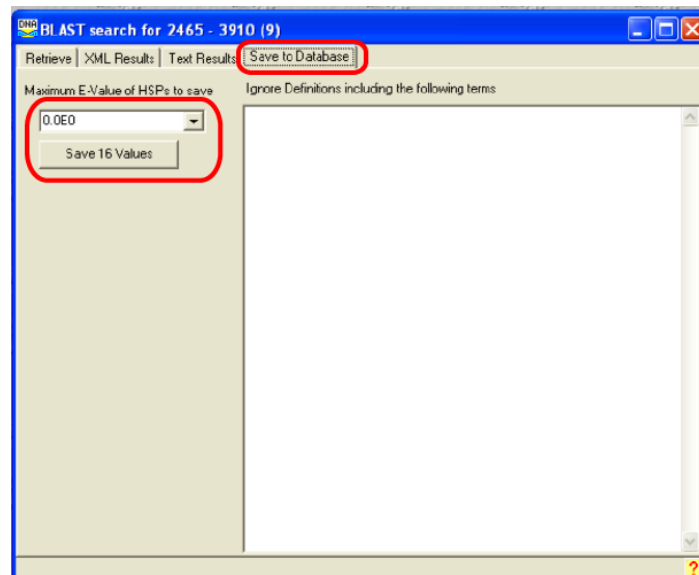 DNA BLAST search for 2465 - 3910 (9)
Retrieve XML Results Text Results Save to Database
Maximum E-Value of HSPs to save
Ignore Definitions including the following terms
0.0E0
Save 16 Values
?